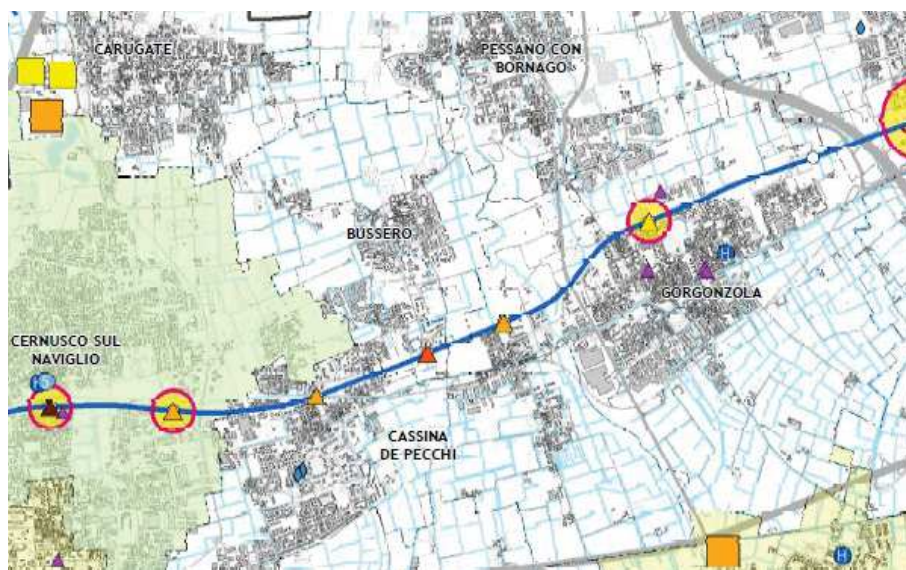 CARUGATE
PESSANO CON
BORNAGO
BUSSERO
H
GORGONZOLA
CERNUSCO SUL
NAVIGLIO
H
CASSINA
DE PECCHI
H